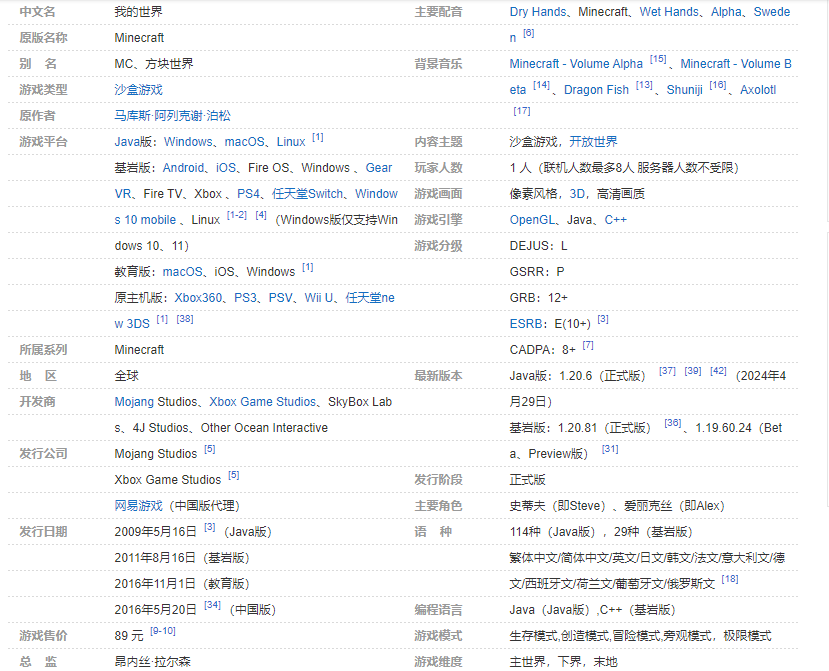 中文名 我的世界
原版名称 Minecraft
别 名 MC、方块世界
游戏类型 沙盒游戏
原作者 马库斯·阿列克谢·泊松
游戏平台 Java版：Windows、macOS、Linux [1]
基岩版：Android、iOS、Fire OS、Windows 、Gear
VR、Fire TV、Xbox 、PS4、任天堂Switch、Window
s 10 mobile 、Linux [1-2] [4] （Windows版仅支持Win
dows 10、11）
教育版：macOS、iOS、Windows [1]
原主机版：Xbox360、PS3、PSV、Wii U、任天堂ne
w 3DS [1] [38]
所属系列 Minecraft
地 区 全球
开发商 Mojang Studios、Xbox Game Studios、SkyBox Lab
s、4J Studios、Other Ocean Interactive
发行公司 Mojang Studios [5]
Xbox Game Studios [5]
网易游戏（中国版代理）
发行日期 2009年5月16日 [3] （Java版）
2011年8月16日（基岩版）
2016年11月1日（教育版）
2016年5月20日 [34] （中国版）
游戏售价 89 元 [9-10]
总 监 昂内丝·拉尔森
主要配音 Dry Hands、Minecraft、Wet Hands、Alpha、Swede
n [6]
背景音乐 Minecraft - Volume Alpha [15] 、Minecraft - Volume B
eta [14] 、Dragon Fish [13] 、Shuniji [16] 、Axolotl
[17]
内容主题 沙盒游戏，开放世界
玩家人数 1 人（联机人数最多8人 服务器人数不受限）
游戏画面 像素风格，3D，高清画质
游戏引擎 OpenGL、Java、C++
游戏分级 DEJUS：L
GSRR：P
GRB：12+
ESRB：E(10+) [3]
CADPA：8+ [7]
最新版本 Java版：1.20.6（正式版） [37] [39] [42] （2024年4
月29日）
基岩版：1.20.81（正式版） [36] 、1.19.60.24（Bet
a、Preview版） [31]
发行阶段 正式版
主要角色 史蒂夫（即Steve）、爱丽克丝（即Alex）
语 种 114种（Java版），29种（基岩版）
繁体中文/简体中文/英文/日文/韩文/法文/意大利文/德
文/西班牙文/荷兰文/葡萄牙文/俄罗斯文 [18]
编程语言 Java（Java版）,C++（基岩版）
游戏模式 生存模式,创造模式,冒险模式,旁观模式，极限模式
游戏维度 主世界，下界，末地